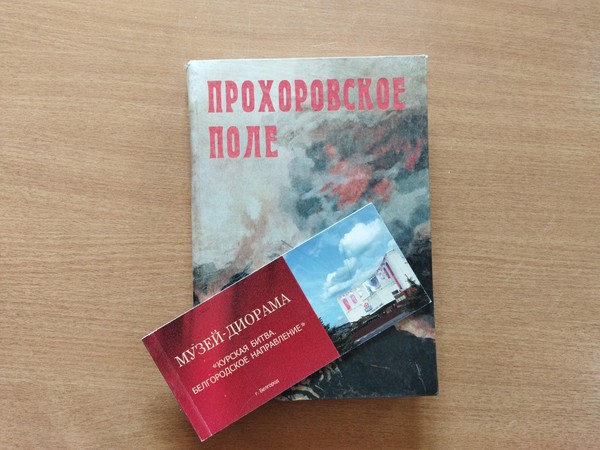 ПРОХОРОВСКОЕ
ПОЛЕ
МУЗЕЙ-ДИОРАМА
«КУРСКАЯ БИТВА.
БЕЛГОРОДСКОЕ НАПРАВЛЕНИЕ»
г. Белгород